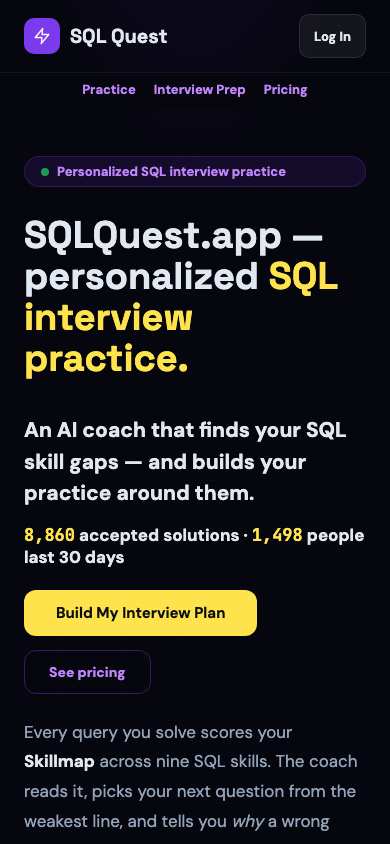 SQL Quest
Log In
Practice Interview Prep Pricing
Personalized SQL interview practice
SQLQuest.app —
personalized SQL
interview
practice.
An AI coach that finds your SQL
skill gaps — and builds your
practice around them.
8,860 accepted solutions · 1,498 people
last 30 days
Build My Interview Plan
See pricing
Every query you solve scores your
Skillmap across nine SQL skills. The coach
reads it, picks your next question from the
weakest line, and tells you why a wrong